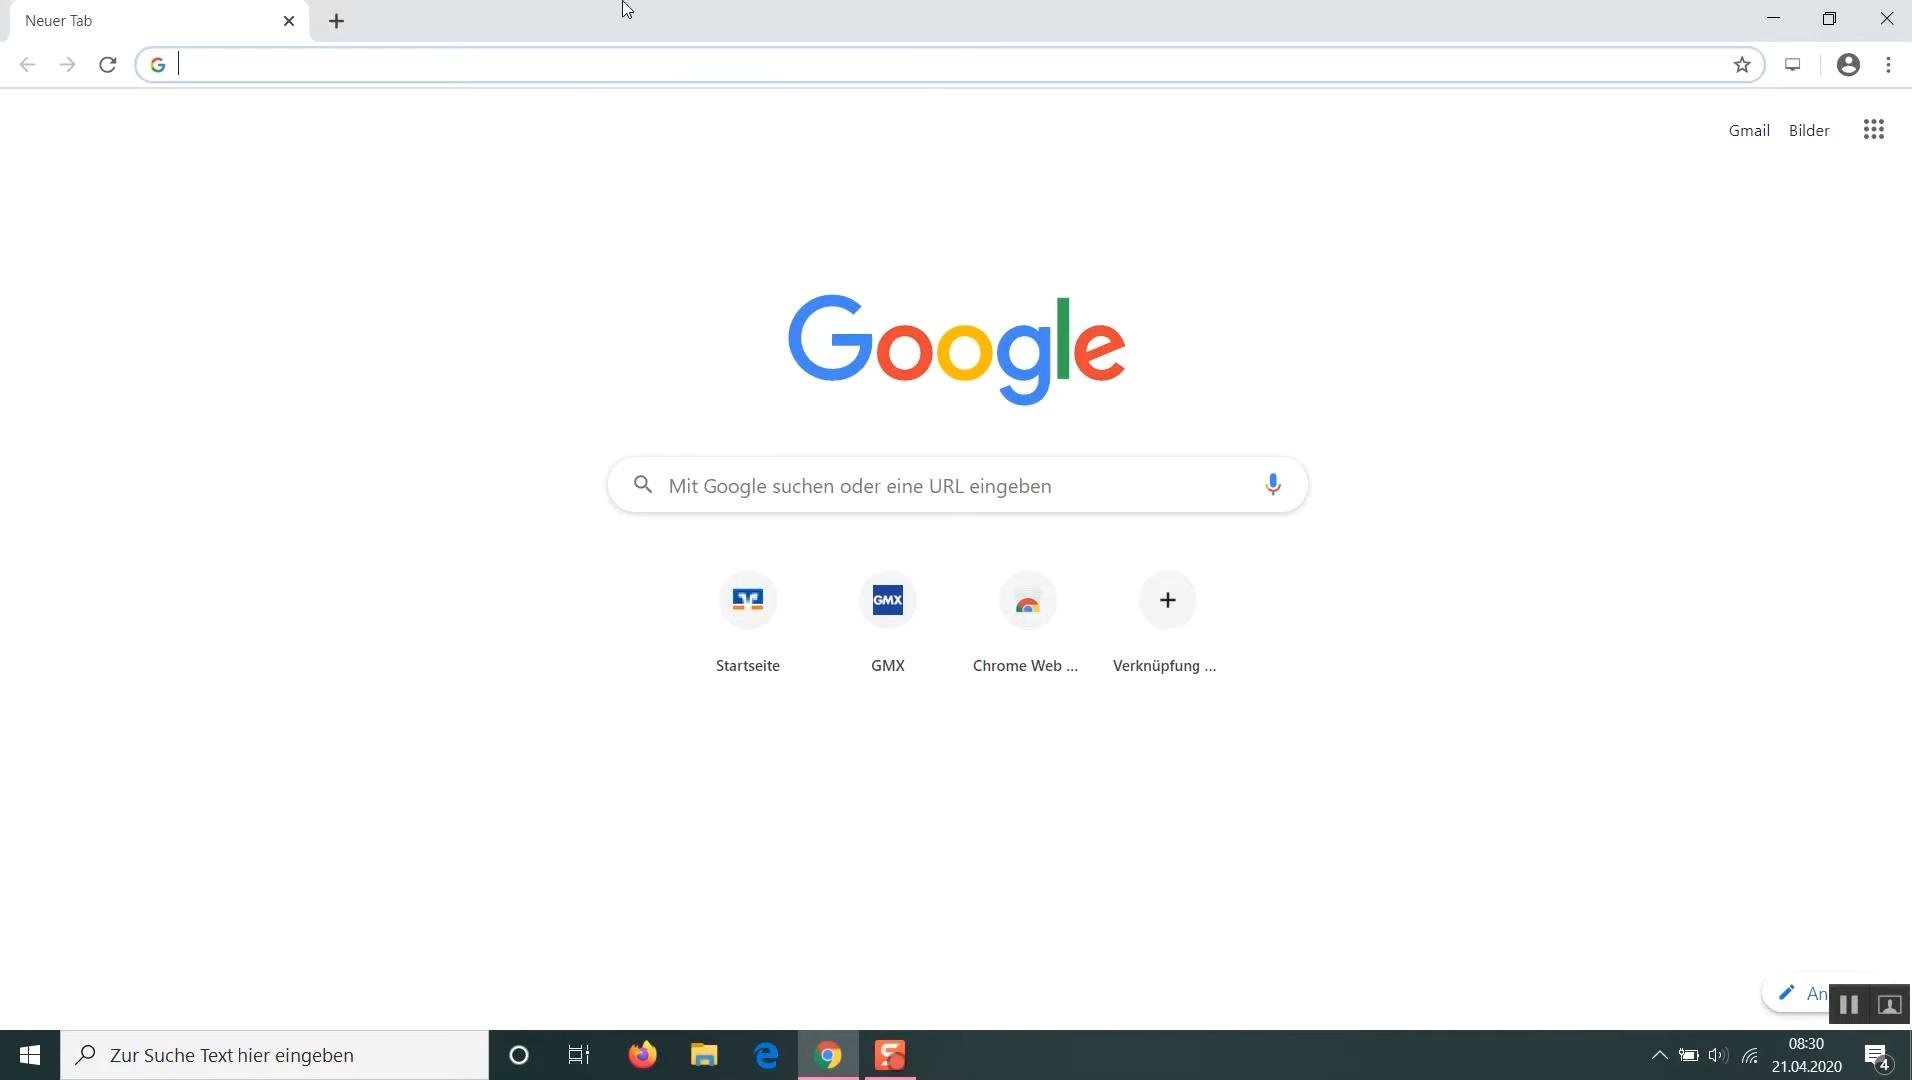 Neuer Tab
Gmail Bilder
Google
Mit Google suchen oder eine URL eingeben
GMX
Startseite GMX Chrome Web ... Verknüpfung ...
An
Zur Suche Text hier eingeben
08:30
21.04.2020
4